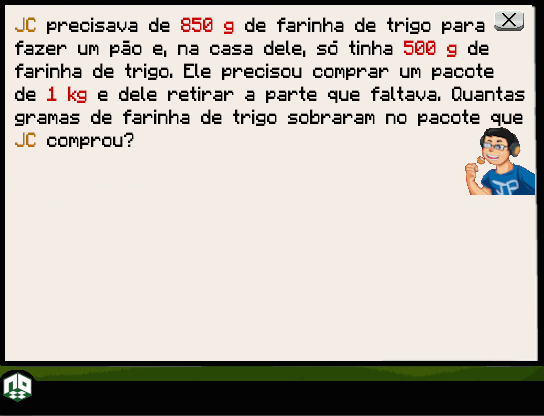 JC precisava de 850 g de farinha de trigo para
fazer um pão e, na casa dele, só tinha 500 g de
farinha de trigo. Ele precisou comprar um pacote
de 1 kg e dele retirar a parte que faltava. Quantas
gramas de farinha de trigo sobraram no pacote que
JC comprou?